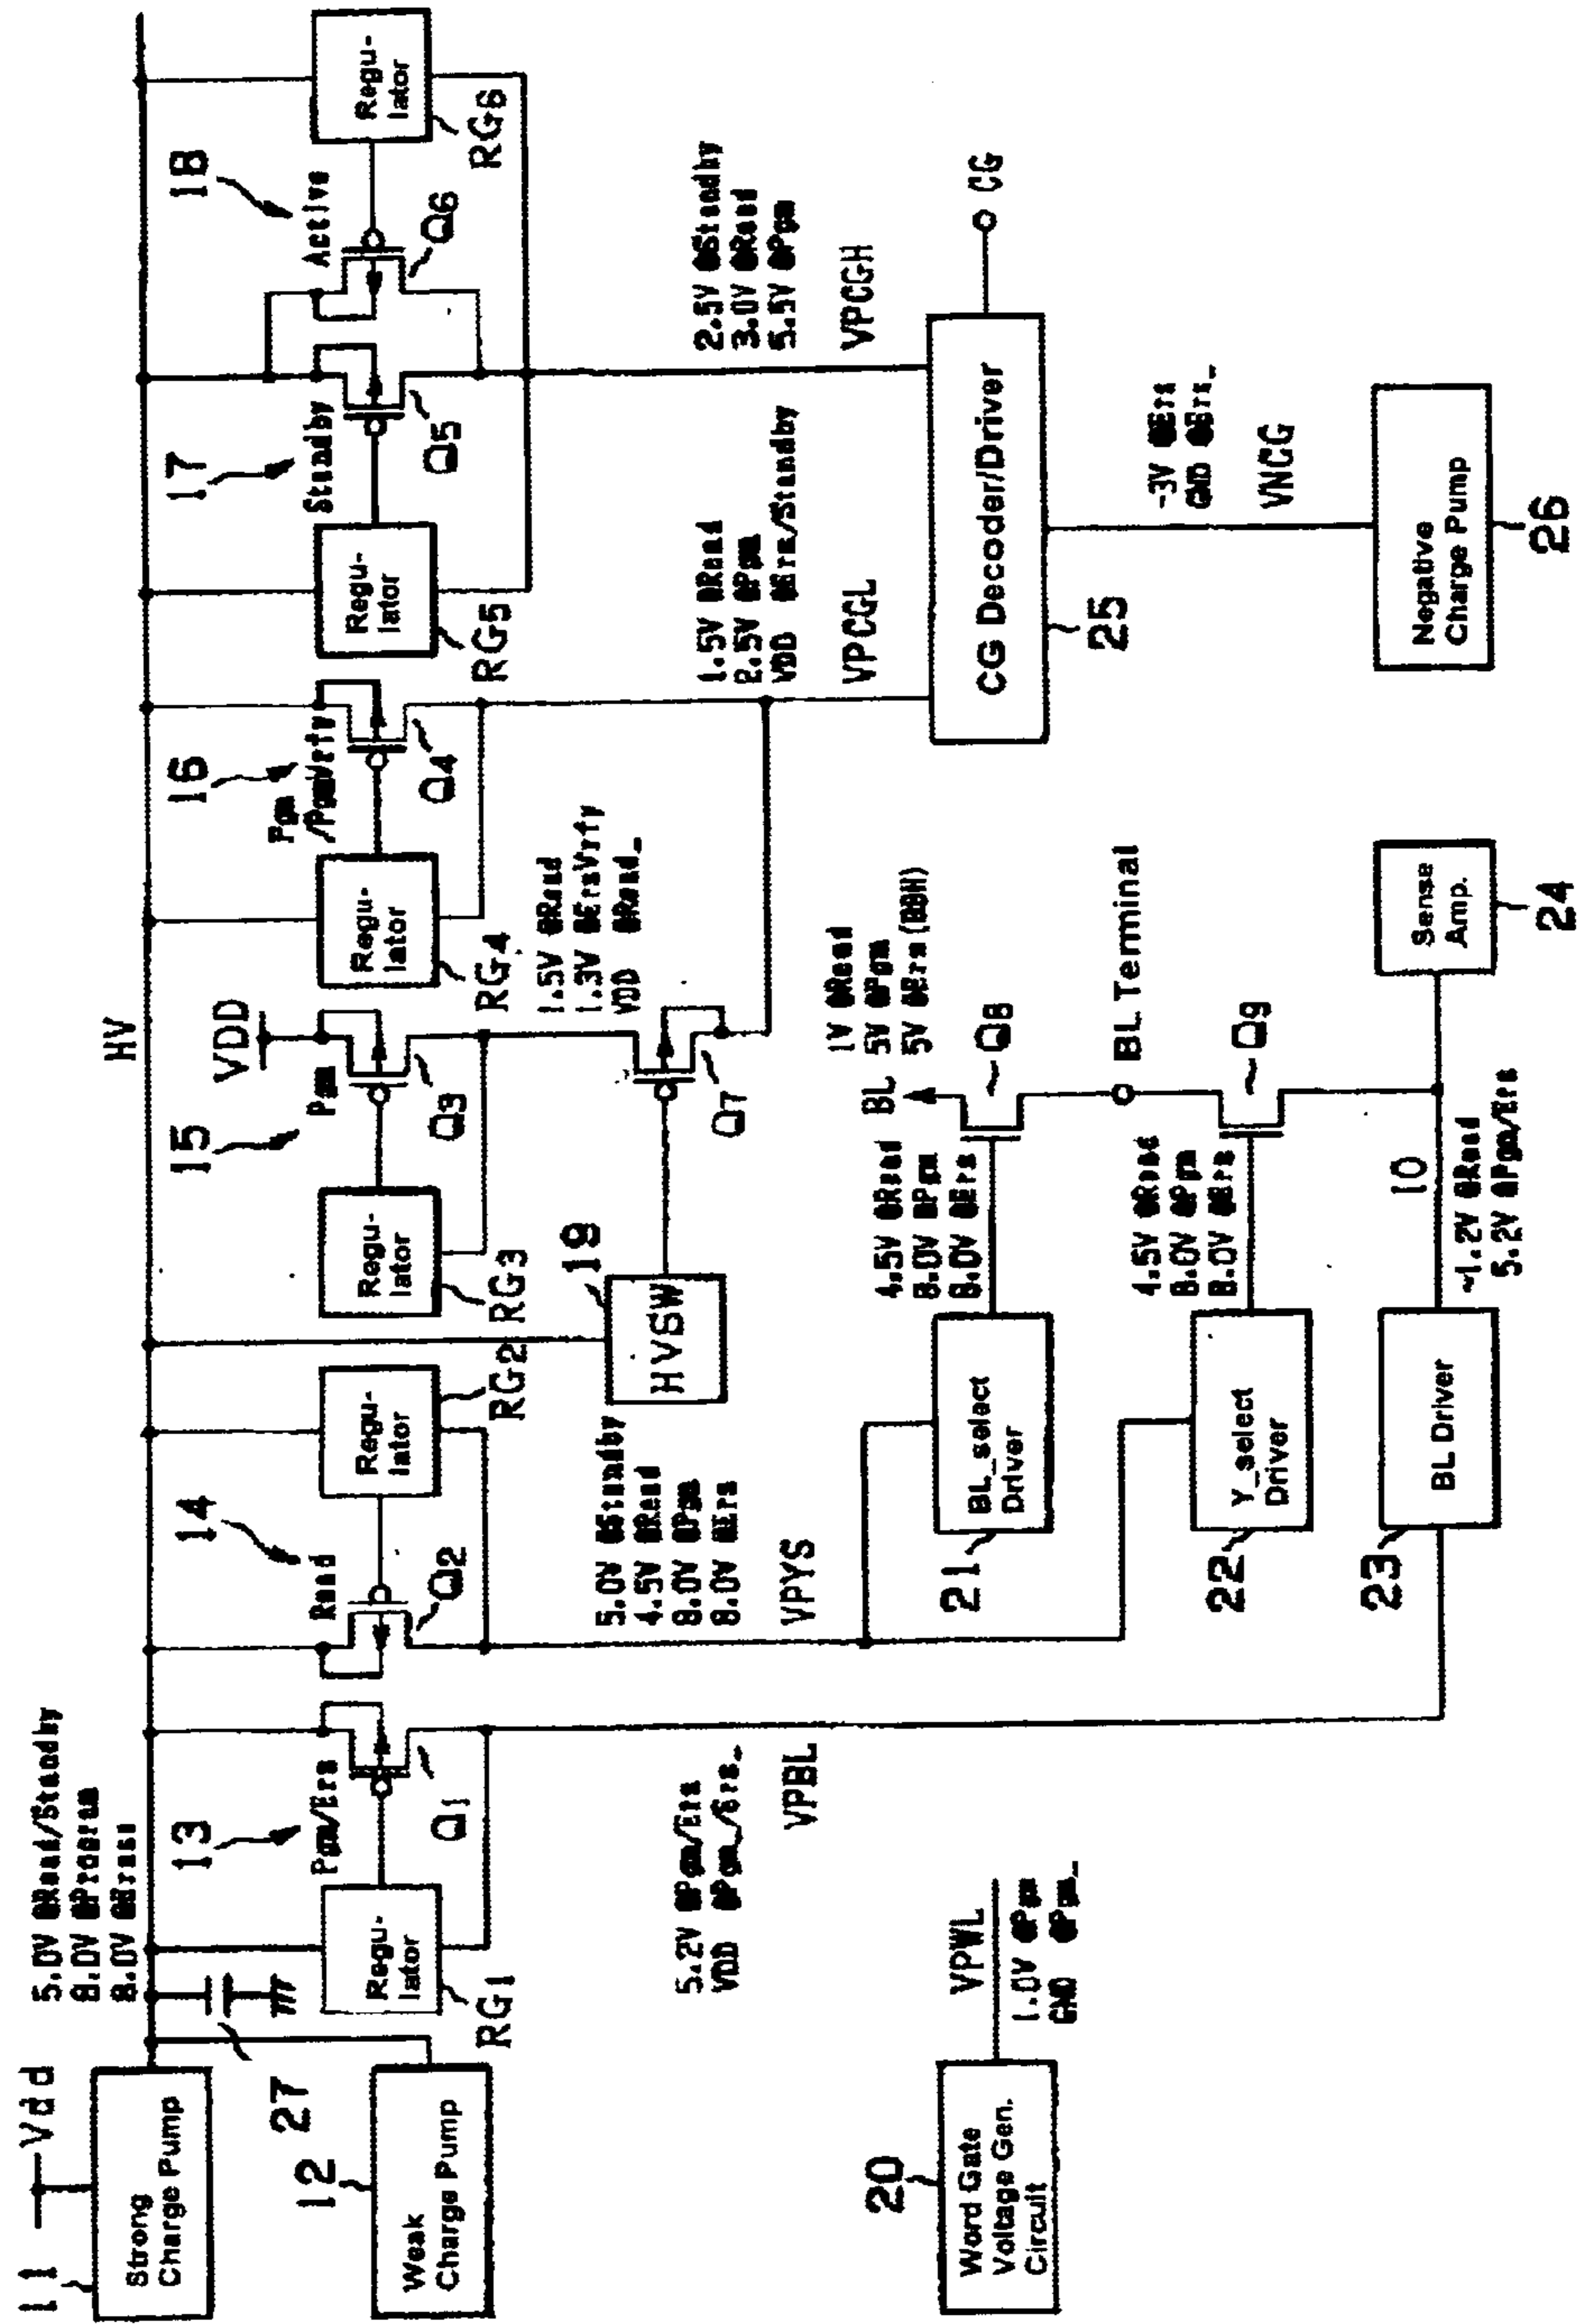 11
Vdd
Strong
Charge Pump
12
Weak
Charge Pump
27
5.0V @Read/Standby
8.0V @Program
8.0V @Erase
HV
13
Pgm/Ers
Regu-
lator
RG1
Q1
5.2V @Pgm/Ers
VDD @Pgm_/Ers_
VPBL
14
Read
Regu-
lator
RG2
Q2
5.0V @Standby
4.5V @Read
8.0V @Pgm
8.0V @Ers
VPYS
15
Pgm
VDD
Regu-
lator
RG3
Q3
19
HVSW
Q7
1.5V @Read
1.3V @ErsVrfy
VDD @Read_
16
Pgm
/PgmVrfy
Regu-
lator
RG4
Q4
1.5V @Read
2.5V @Pgm
VDD @Ers/Standby
VPCGL
17
Standby
Regu-
lator
RG5
Q5
18
Active
Regu-
lator
RG6
Q6
2.5V @Standby
3.0V @Read
5.5V @Pgm
VPCGH
20
Word Gate
Voltage Gen.
Circuit
VPWL
1.0V @Pgm
GND @Pgm_
21
BL_select
Driver
4.5V @Read
8.0V @Pgm
8.0V @Ers
BL
1V @Read
5V @Pgm
5V @Ers(BBH)
Q8
BL Terminal
22
Y_select
Driver
4.5V @Read
8.0V @Pgm
8.0V @Ers
Q9
23
BL Driver
IO
~1.2V @Read
5.2V @Pgm/Ers
Sense
Amp.
24
CG Decoder/Driver
25
CG
-3V @Ers
GND @Ers_
VNCG
Negative
Charge Pump
26